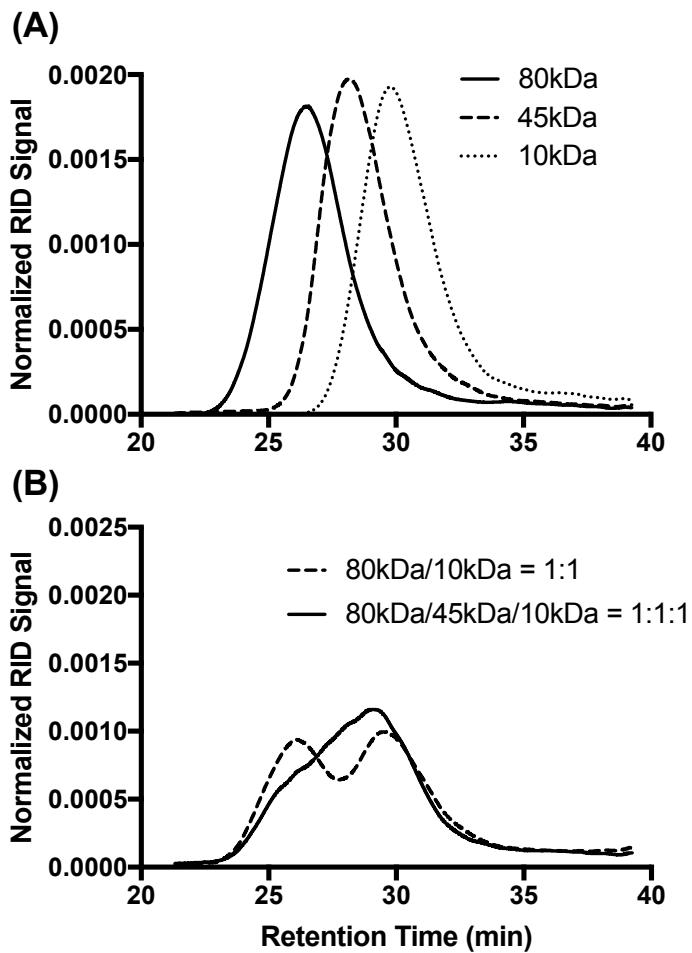 (A)
Normalized RID Signal
0.0020
0.0015
0.0010
0.0005
0.0000
80kDa
45kDa
10kDa
20 25 30 35 40
(B)
Normalized RID Signal
0.0025
0.0020
0.0015
0.0010
0.0005
0.0000
80kDa/10kDa = 1:1
80kDa/45kDa/10kDa = 1:1:1
20 25 30 35 40
Retention Time (min)